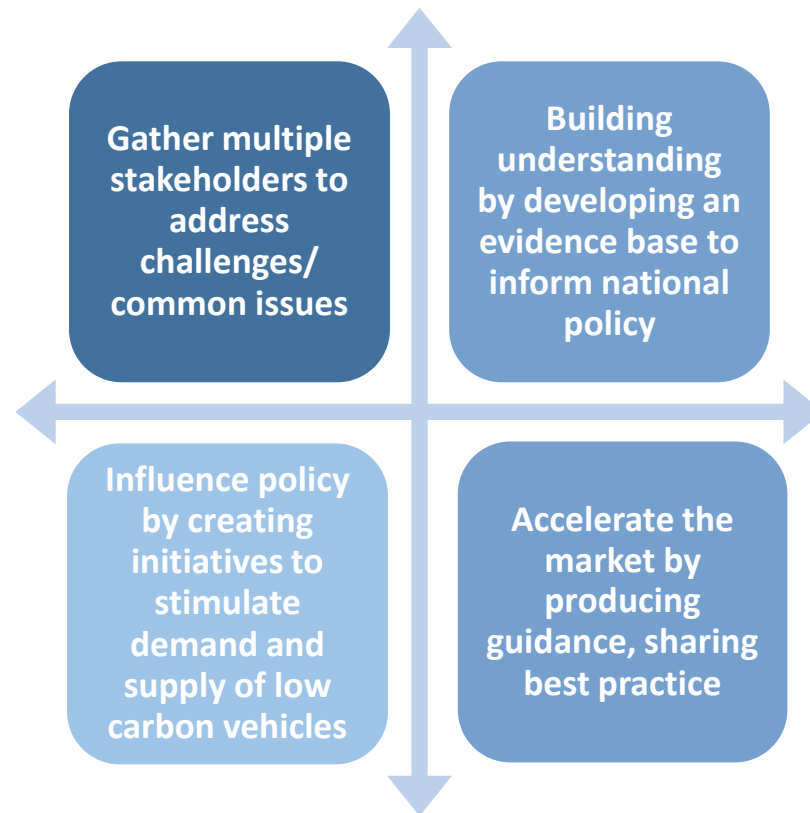 Gather multiple
stakeholders to
address
challenges/
common issues
Building
understanding
by developing an
evidence base to
inform national
policy
Influence policy
by creating
initiatives to
stimulate
demand and
supply of low
carbon vehicles
Accelerate the
market by
producing
guidance, sharing
best practice